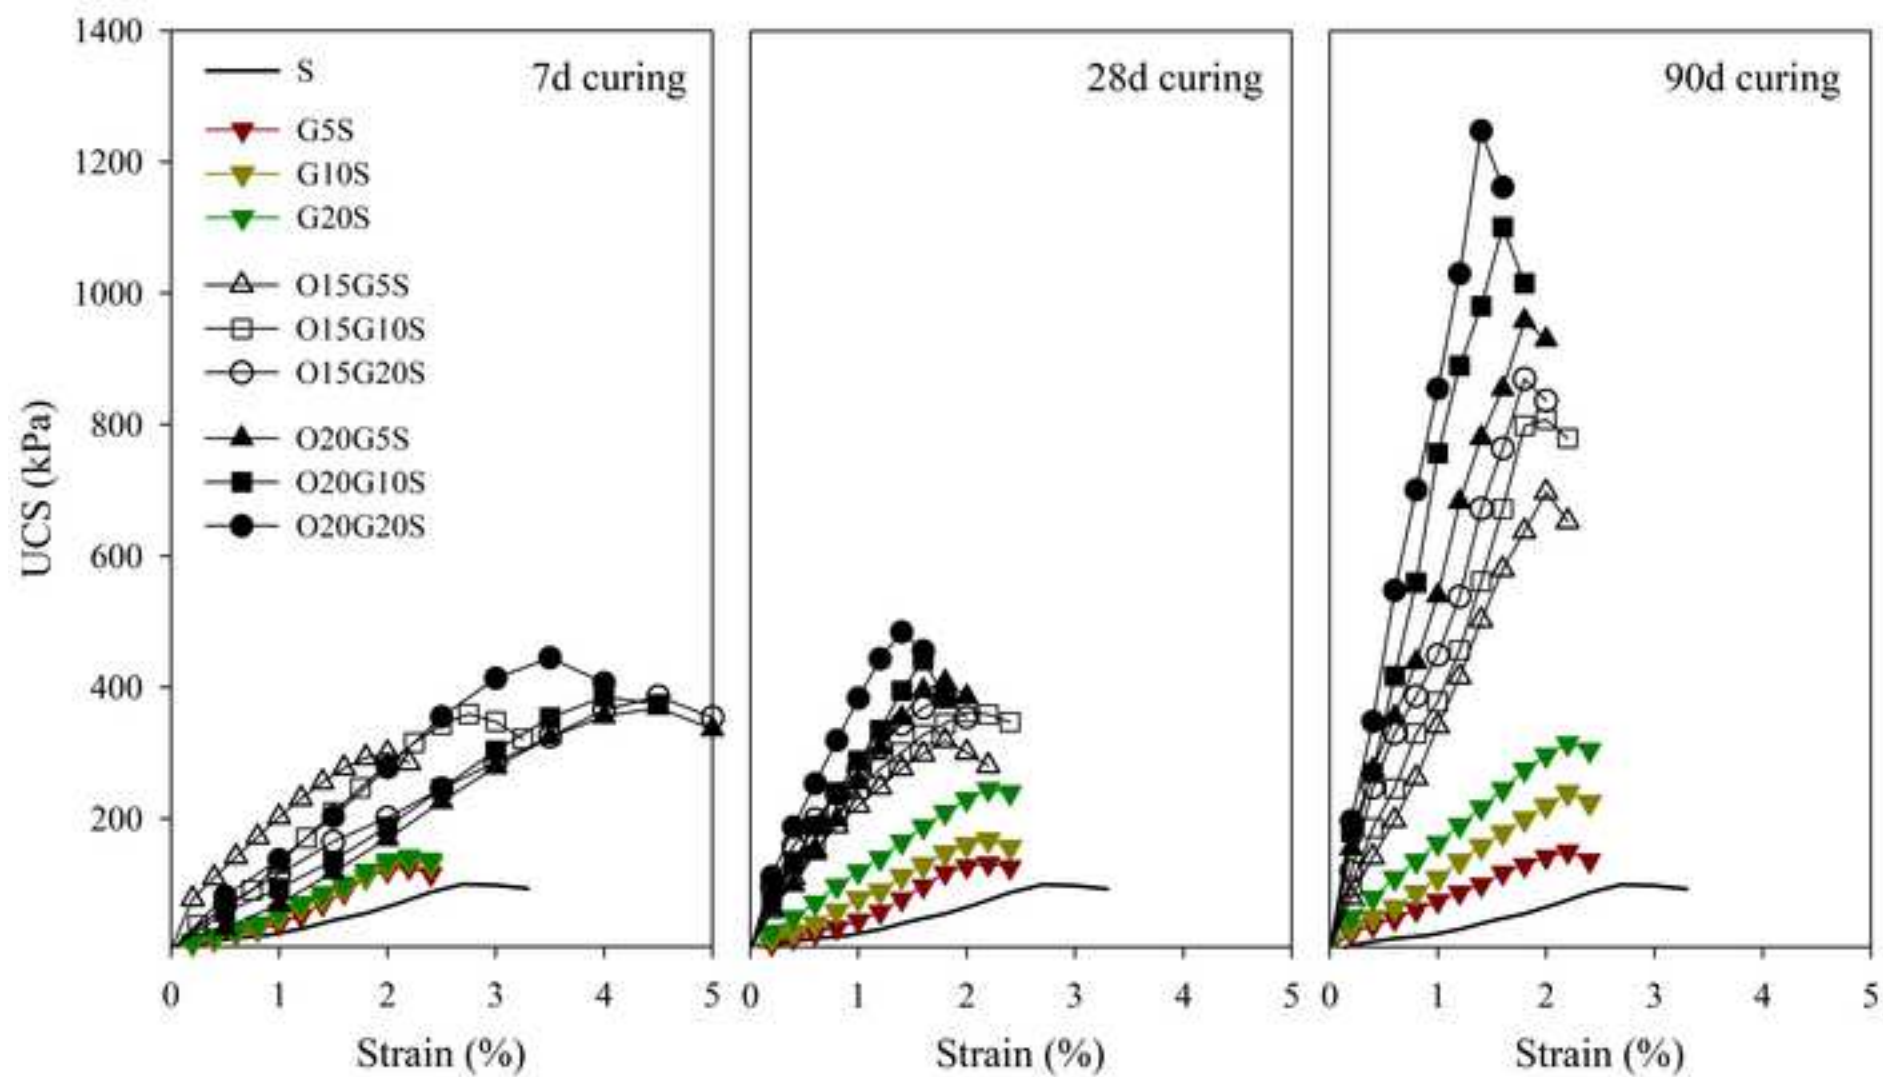 1400
1200
1000
800
600
400
200
UCS (kPa)
7d curing
S
G5S
G10S
G20S
O15G5S
O15G10S
O15G20S
O20G5S
O20G10S
O20G20S
0 1 2 3 4 5
Strain (%)
28d curing
0 1 2 3 4 5
Strain (%)
90d curing
0 1 2 3 4 5
Strain (%)